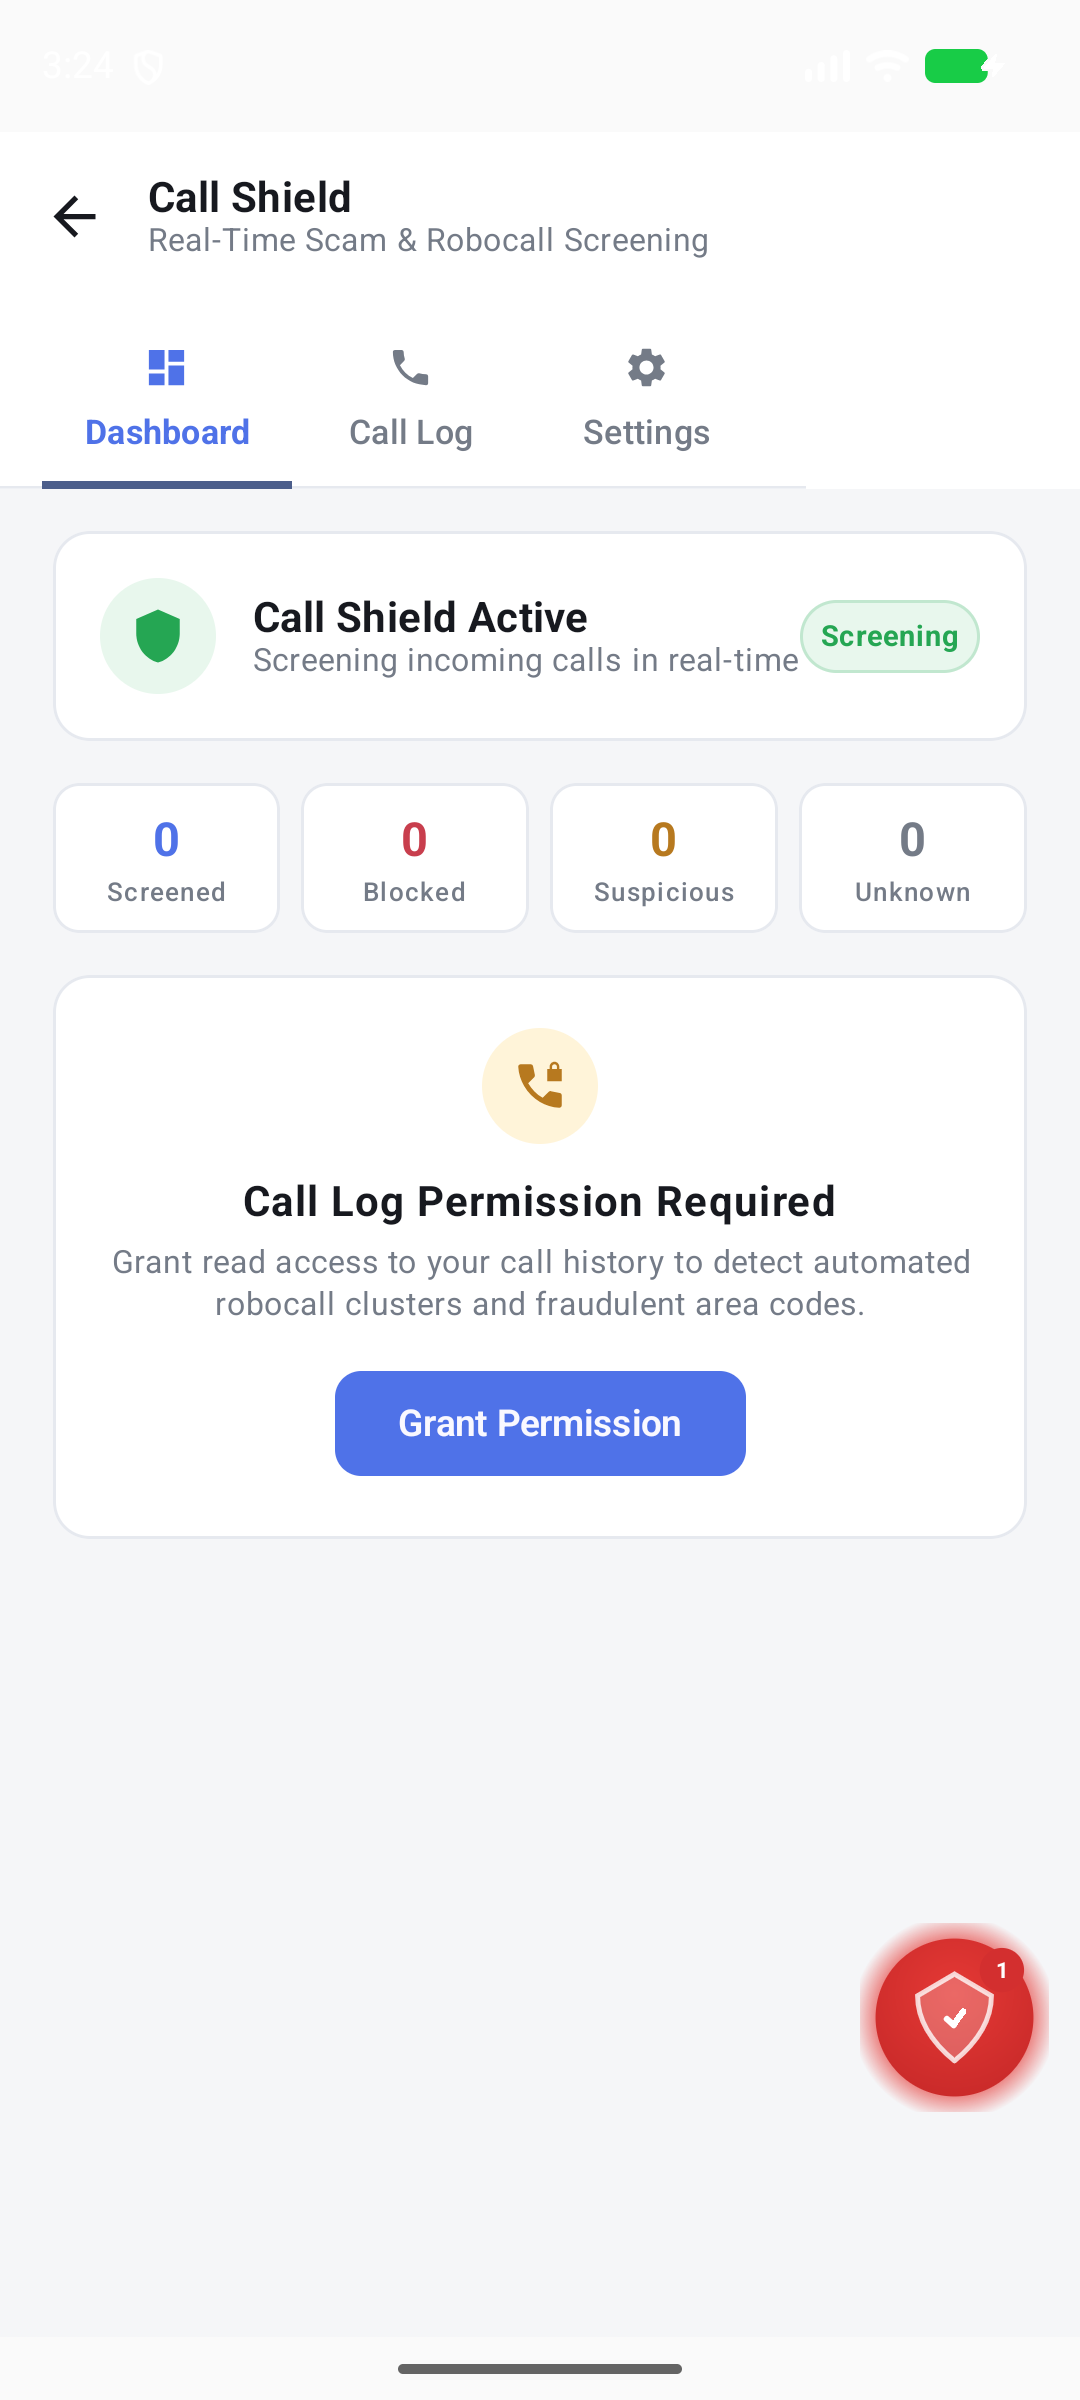 3:24
Call Shield
Real-Time Scam & Robocall Screening
Dashboard
Call Log
Settings
Call Shield Active
Screening incoming calls in real-time
Screening
0
Screened
0
Blocked
0
Suspicious
0
Unknown
Call Log Permission Required
Grant read access to your call history to detect automated
robocall clusters and fraudulent area codes.
Grant Permission
1